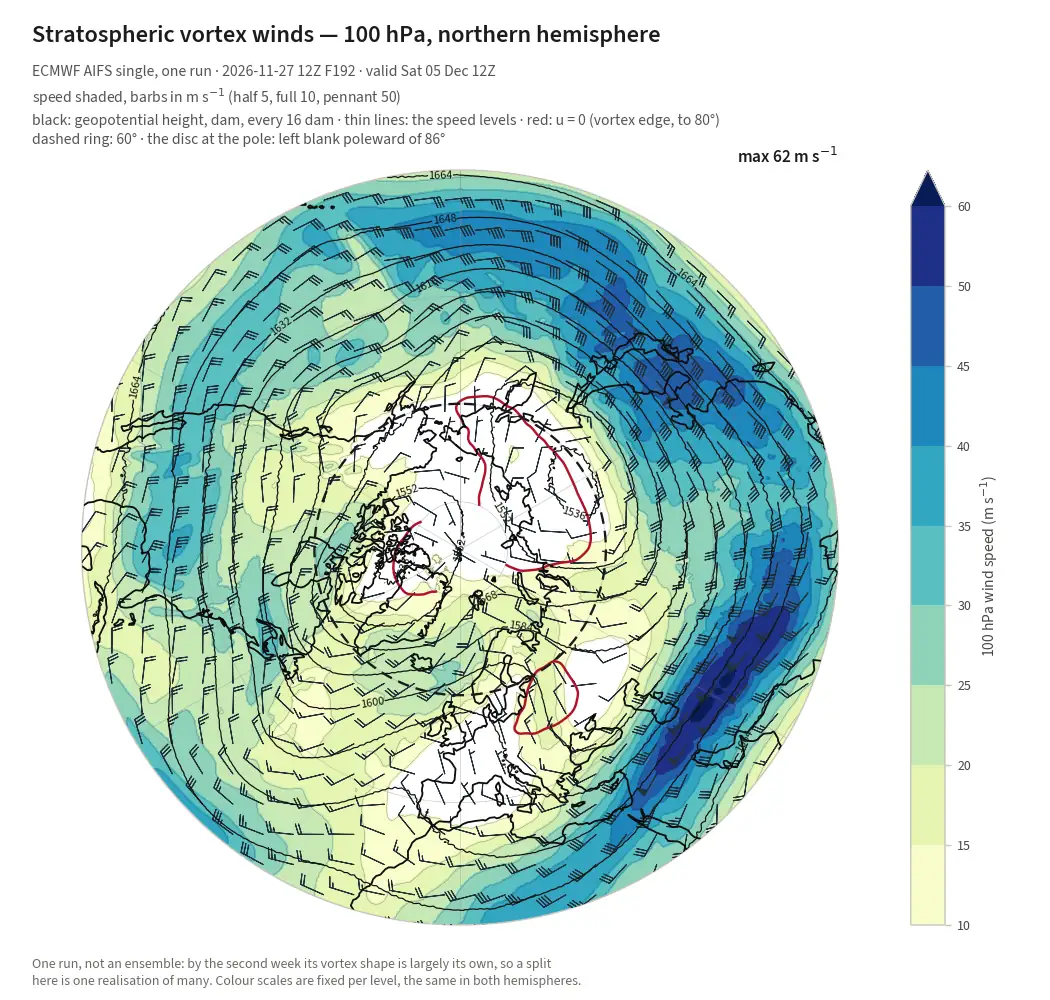 Stratospheric vortex winds — 100 hPa, northern hemisphere
ECMWF AIFS single, one run · 2026-11-27 12Z F192 · valid Sat 05 Dec 12Z
speed shaded, barbs in m s⁻¹ (half 5, full 10, pennant 50)
black: geopotential height, dam, every 16 dam · thin lines: the speed levels · red: u = 0 (vortex edge, to 80°)
dashed ring: 60° · the disc at the pole: left blank poleward of 86°
max 62 m s⁻¹
1664
1648
1664
1632
1664
1552
1536
1584
1600
60
50
45
40
35
30
25
20
15
10
100 hPa wind speed (m s⁻¹)
One run, not an ensemble: by the second week its vortex shape is largely its own, so a split
here is one realisation of many. Colour scales are fixed per level, the same in both hemispheres.